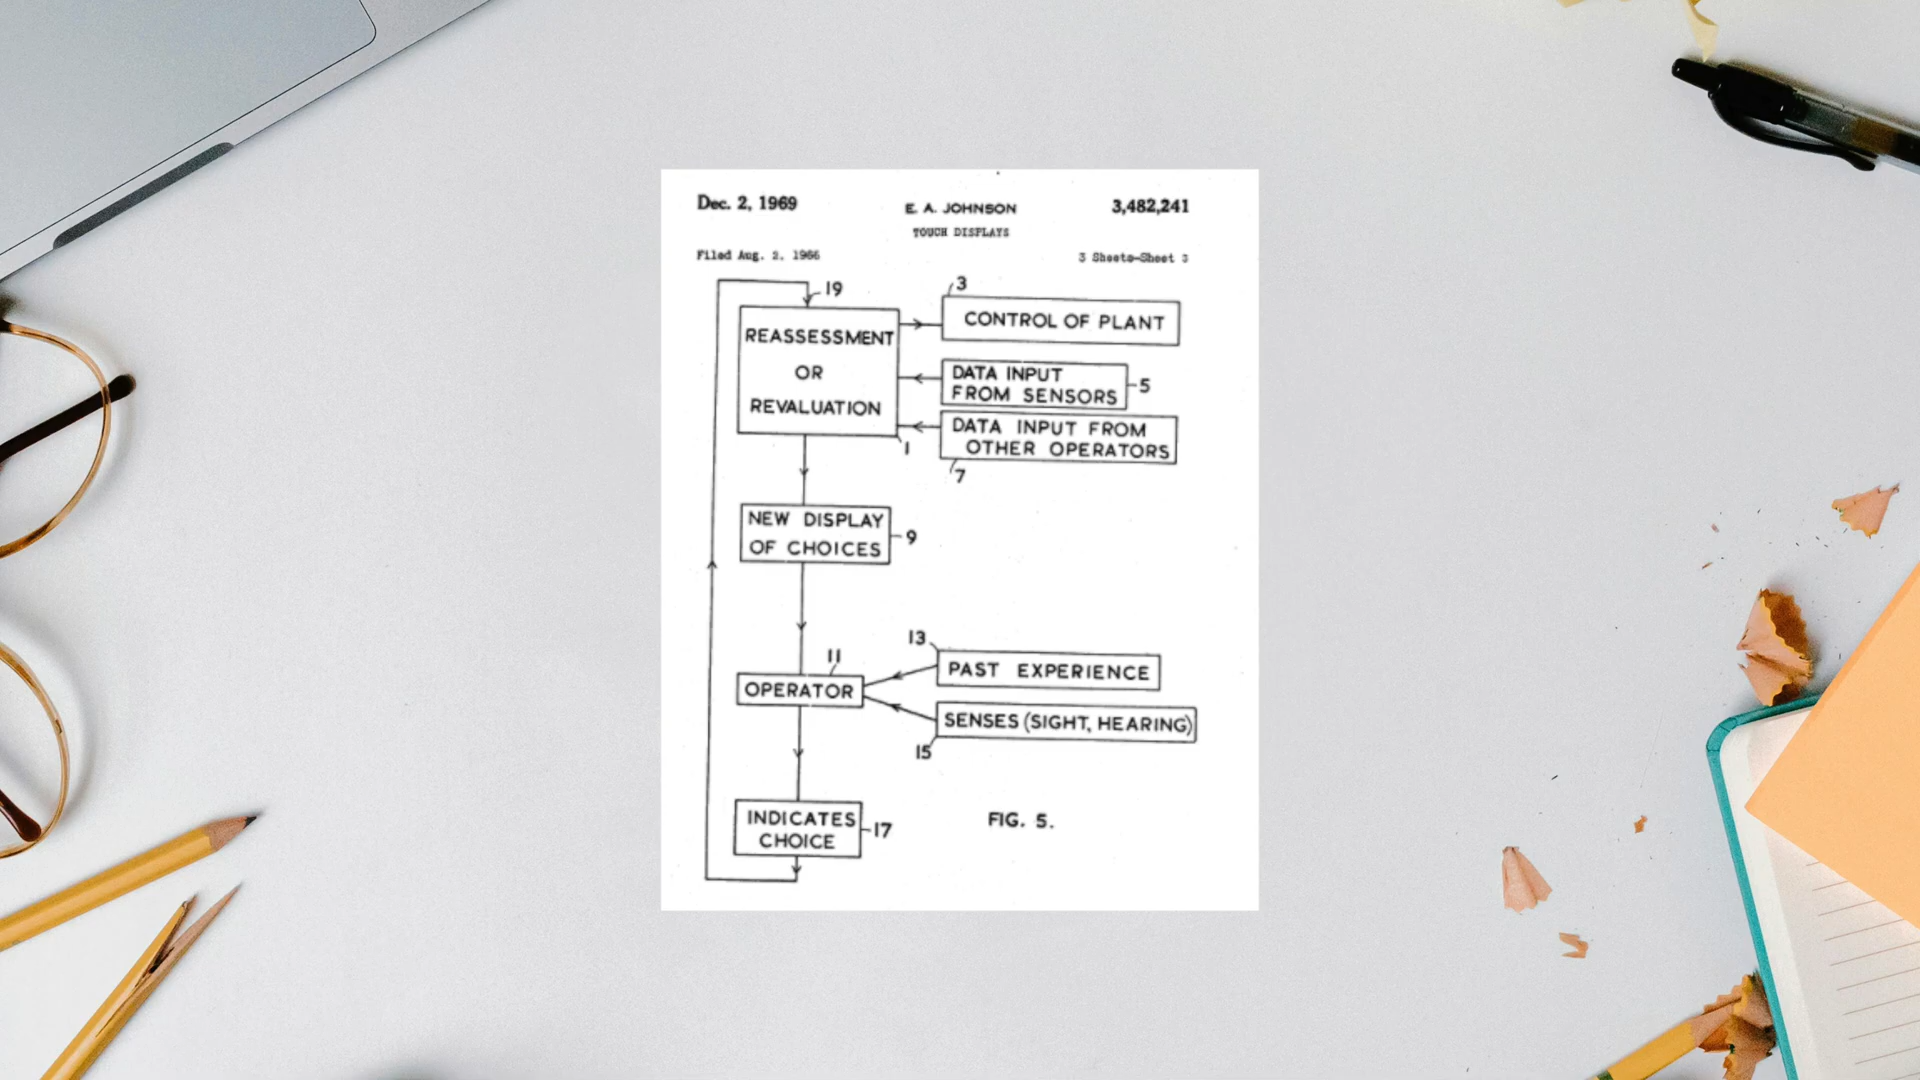 Dec. 2, 1969
E. A. JOHNSON
3,482,241
TOUCH DISPLAYS
Filed Aug. 2, 1966
3 Sheets-Sheet 3
19
3
REASSESSMENT
OR
REVALUATION
CONTROL OF PLANT
DATA INPUT
FROM SENSORS
5
DATA INPUT FROM
OTHER OPERATORS
1
7
NEW DISPLAY
OF CHOICES
9
13
11
PAST EXPERIENCE
OPERATOR
SENSES (SIGHT, HEARING)
15
INDICATES
CHOICE
17
FIG. 5.